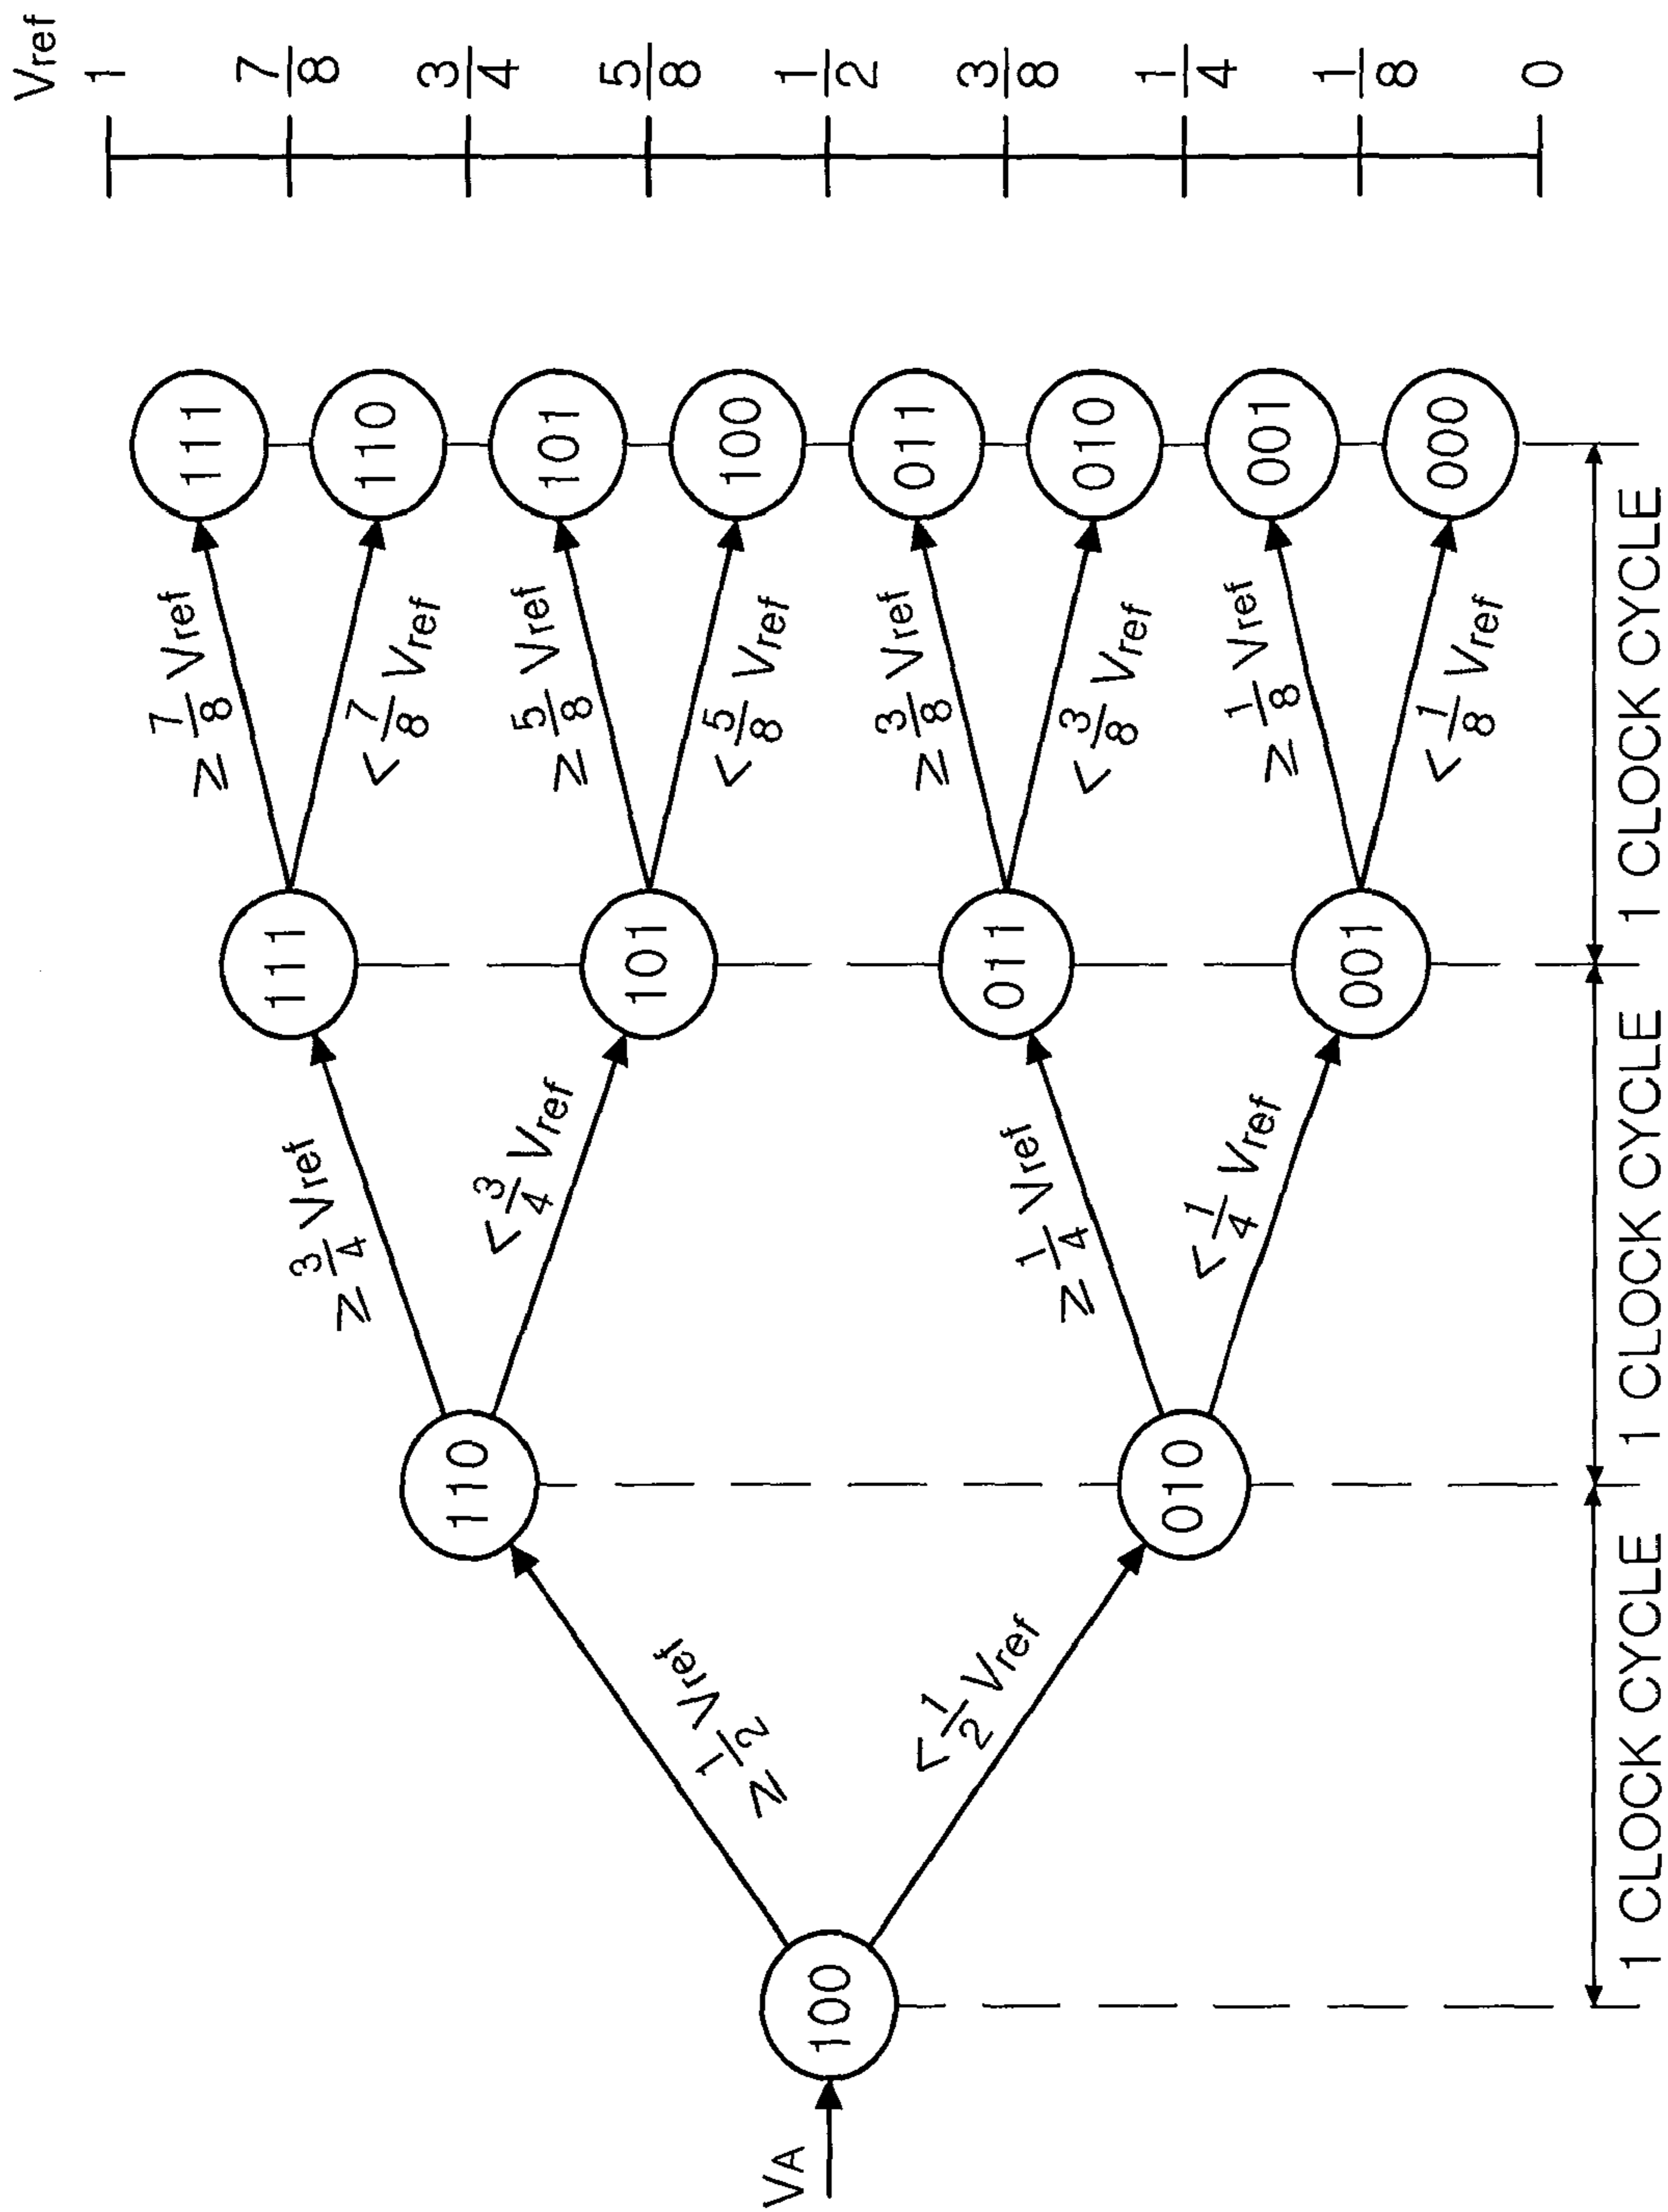 VA
100
≥ 1/2 Vref
< 1/2 Vref
110
010
≥ 3/4 Vref
< 3/4 Vref
≥ 1/4 Vref
< 1/4 Vref
111
101
011
001
≥ 7/8 Vref
< 7/8 Vref
≥ 5/8 Vref
< 5/8 Vref
≥ 3/8 Vref
< 3/8 Vref
≥ 1/8 Vref
< 1/8 Vref
111
110
101
100
011
010
001
000
Vref
1
7/8
3/4
5/8
1/2
3/8
1/4
1/8
0
1 CLOCK CYCLE
1 CLOCK CYCLE
1 CLOCK CYCLE